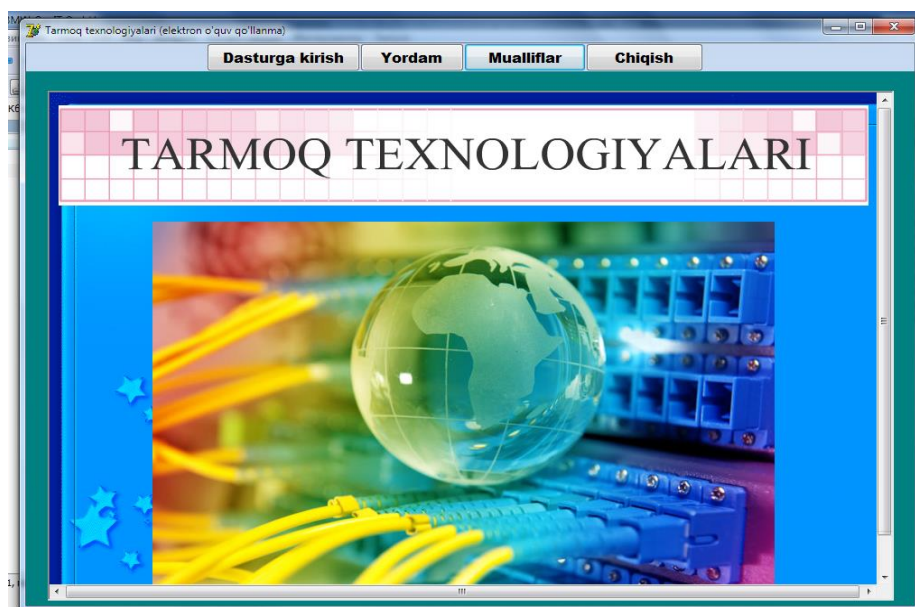 Tarmoq texnologiyalari (elektron o'quv qo'llanma)
Dasturga kirish Yordam Mualliflar Chiqish
TARMOQ TEXNOLOGIYALARI